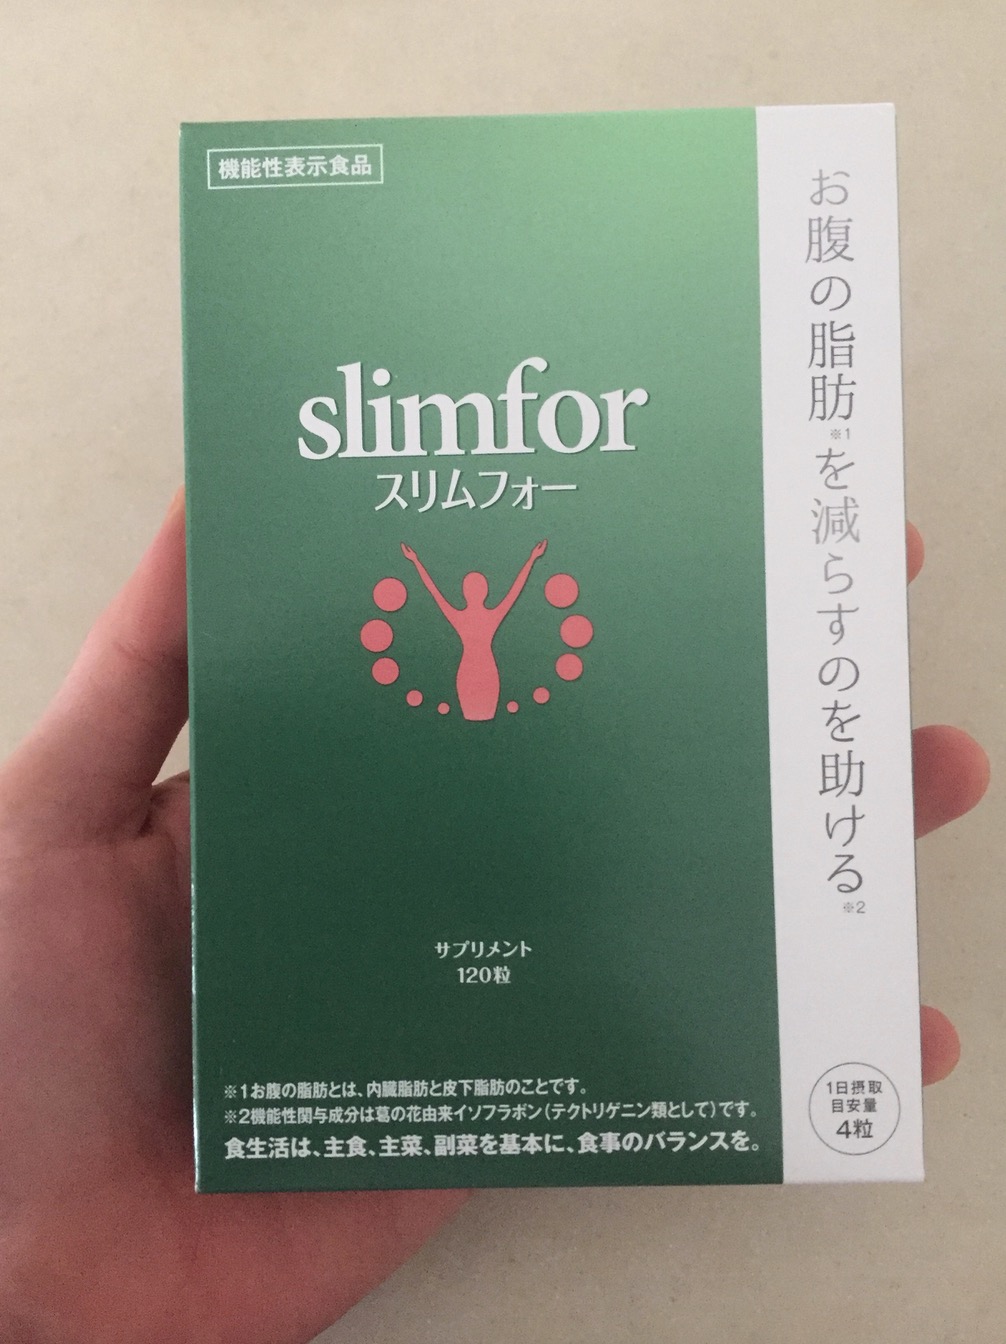 機能性表示食品
slimfor
スリムフォー
サプリメント
120粒
※1お腹の脂肪とは、内臓脂肪と皮下脂肪のことです。
※2機能性関与成分は葛の花由来イソフラボン(テクトリゲニン類として)です。
食生活は、主食、主菜、副菜を基本に、食事のバランスを。
お腹の脂肪※1を減らすのを助ける※2
1日摂取
目安量
4粒